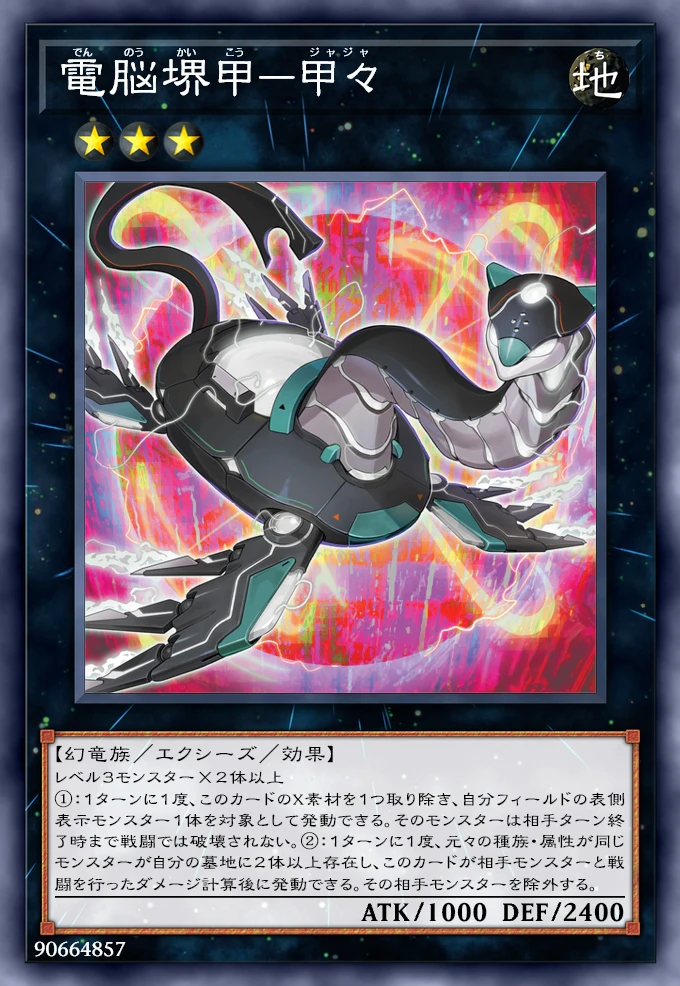 でん のう かい こう ジャジャ
電脳堺甲－甲々
ち
地
【幻竜族／エクシーズ／効果】
レベル３モンスター×２体以上
①：１ターンに１度、このカードのX素材を１つ取り除き、自分フィールドの表側
表示モンスター１体を対象として発動できる。そのモンスターは相手ターン終
了時まで戦闘では破壊されない。②：１ターンに１度、元々の種族・属性が同じ
モンスターが自分の墓地に２体以上存在し、このカードが相手モンスターと戦
闘を行ったダメージ計算後に発動できる。その相手モンスターを除外する。
ATK/1000 DEF/2400
90664857